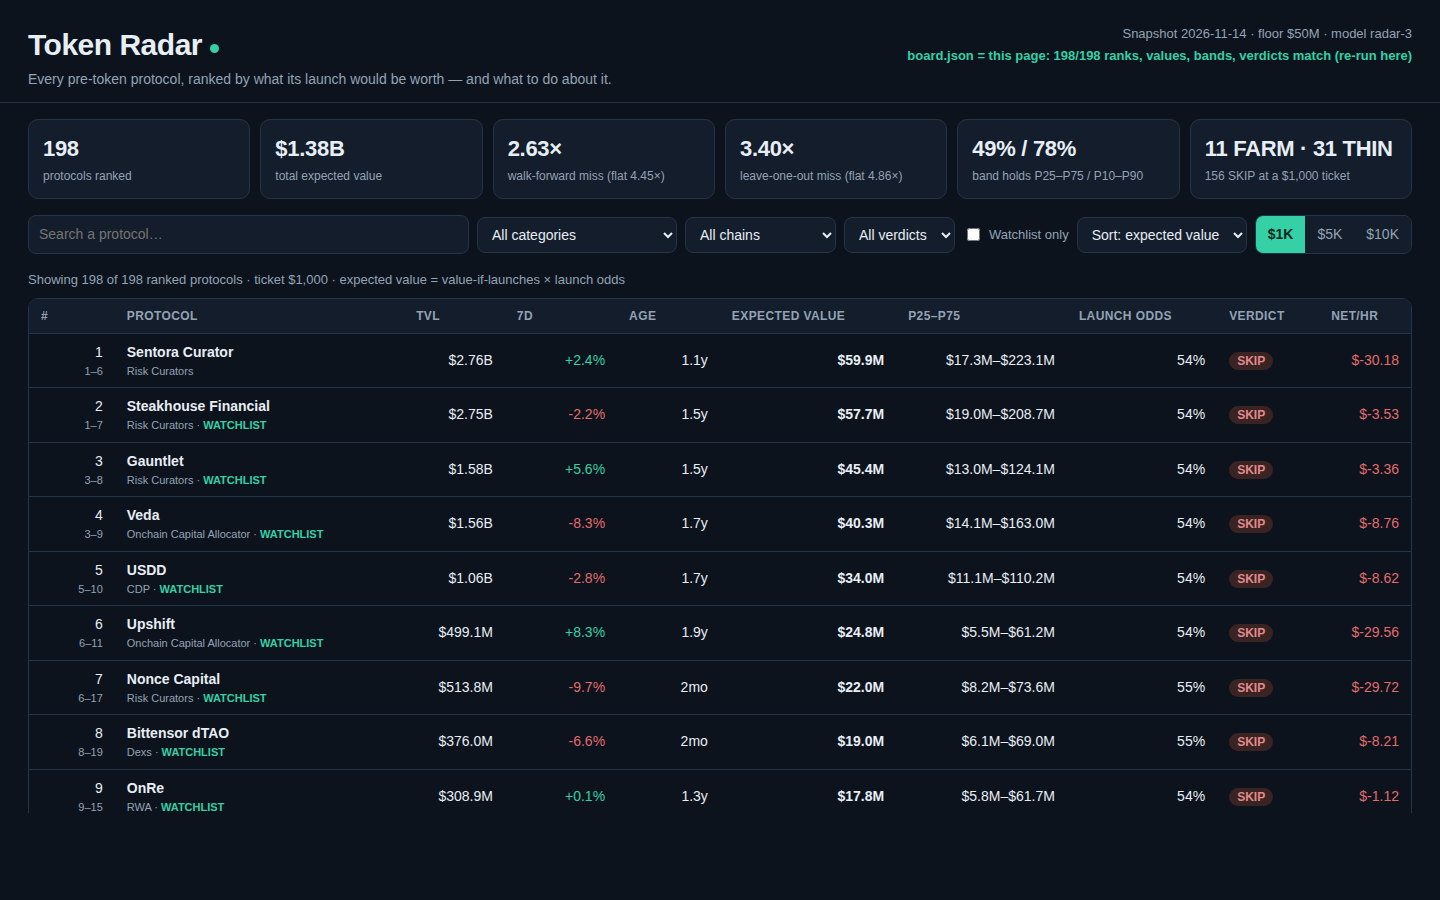 Token Radar
Snapshot 2026-11-14 · floor $50M · model radar-3
board.json = this page: 198/198 ranks, values, bands, verdicts match (re-run here)
Every pre-token protocol, ranked by what its launch would be worth — and what to do about it.
198
protocols ranked
$1.38B
total expected value
2.63×
walk-forward miss (flat 4.45×)
3.40×
leave-one-out miss (flat 4.86×)
49% / 78%
band holds P25–P75 / P10–P90
11 FARM · 31 THIN
156 SKIP at a $1,000 ticket
Search a protocol… All categories All chains All verdicts Watchlist only Sort: expected value $1K $5K $10K
Showing 198 of 198 ranked protocols · ticket $1,000 · expected value = value-if-launches × launch odds
# PROTOCOL TVL 7D AGE EXPECTED VALUE P25–P75 LAUNCH ODDS VERDICT NET/HR
1 Sentora Curator $2.76B +2.4% 1.1y $59.9M $17.3M–$223.1M 54% SKIP $-30.18
1–6 Risk Curators
2 Steakhouse Financial $2.75B -2.2% 1.5y $57.7M $19.0M–$208.7M 54% SKIP $-3.53
1–7 Risk Curators · WATCHLIST
3 Gauntlet $1.58B +5.6% 1.5y $45.4M $13.0M–$124.1M 54% SKIP $-3.36
3–8 Risk Curators · WATCHLIST
4 Veda $1.56B -8.3% 1.7y $40.3M $14.1M–$163.0M 54% SKIP $-8.76
3–9 Onchain Capital Allocator · WATCHLIST
5 USDD $1.06B -2.8% 1.7y $34.0M $11.1M–$110.2M 54% SKIP $-8.62
5–10 CDP · WATCHLIST
6 Upshift $499.1M +8.3% 1.9y $24.8M $5.5M–$61.2M 54% SKIP $-29.56
6–11 Onchain Capital Allocator · WATCHLIST
7 Nonce Capital $513.8M -9.7% 2mo $22.0M $8.2M–$73.6M 55% SKIP $-29.72
6–17 Risk Curators · WATCHLIST
8 Bittensor dTAO $376.0M -6.6% 2mo $19.0M $6.1M–$69.0M 55% SKIP $-8.21
8–19 Dexs · WATCHLIST
9 OnRe $308.9M +0.1% 1.3y $17.8M $5.8M–$61.7M 54% SKIP $-1.12
9–15 RWA · WATCHLIST